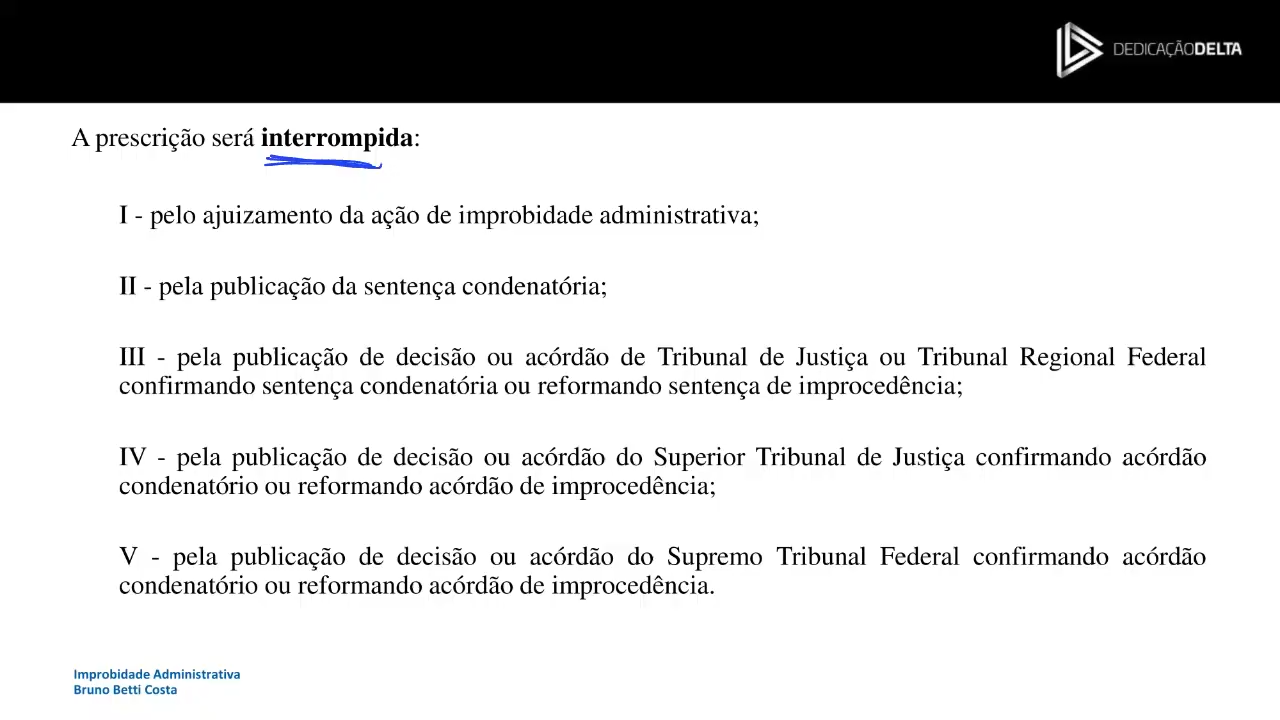 DEDICAÇÃODELTA
A prescrição será interrompida:
I - pelo ajuizamento da ação de improbidade administrativa;
II - pela publicação da sentença condenatória;
III - pela publicação de decisão ou acórdão de Tribunal de Justiça ou Tribunal Regional Federal
confirmando sentença condenatória ou reformando sentença de improcedência;
IV - pela publicação de decisão ou acórdão do Superior Tribunal de Justiça confirmando acórdão
condenatório ou reformando acórdão de improcedência;
V - pela publicação de decisão ou acórdão do Supremo Tribunal Federal confirmando acórdão
condenatório ou reformando acórdão de improcedência.
Improbidade Administrativa
Bruno Betti Costa